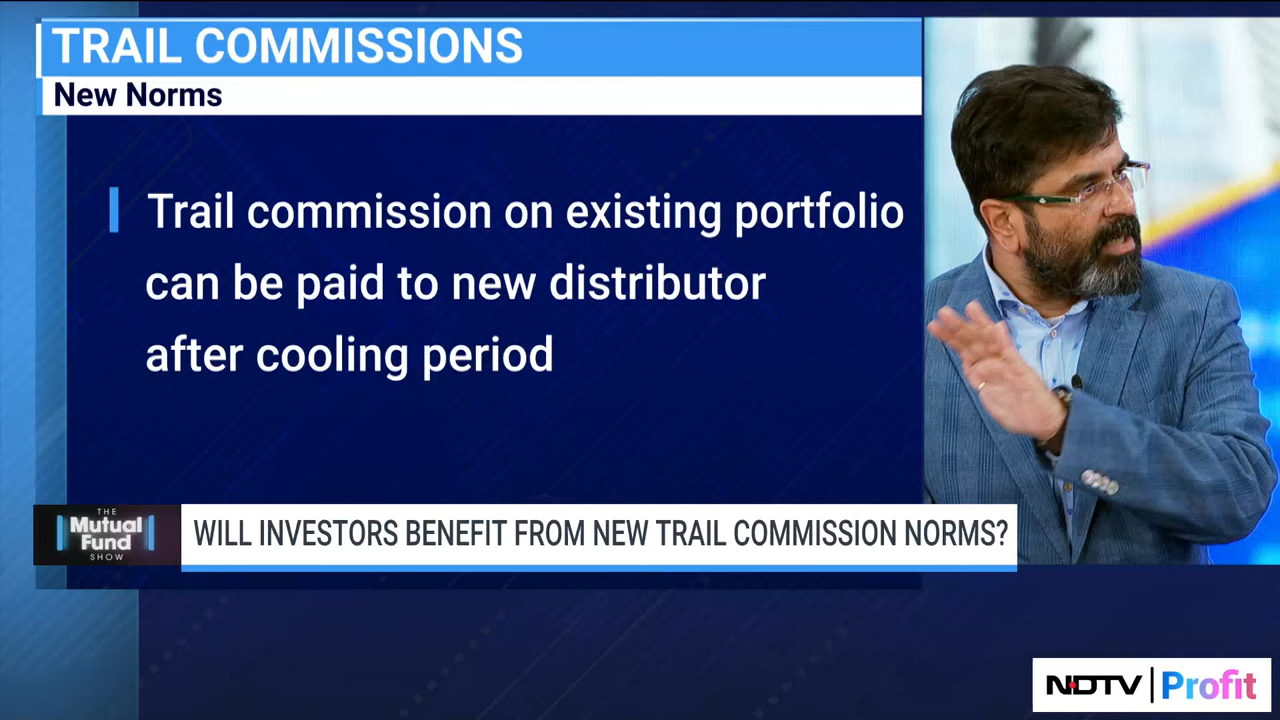 TRAIL COMMISSIONS
New Norms
Trail commission on existing portfolio
can be paid to new distributor
after cooling period
THE
Mutual
Fund
SHOW
WILL INVESTORS BENEFIT FROM NEW TRAIL COMMISSION NORMS?
NDTV Profit